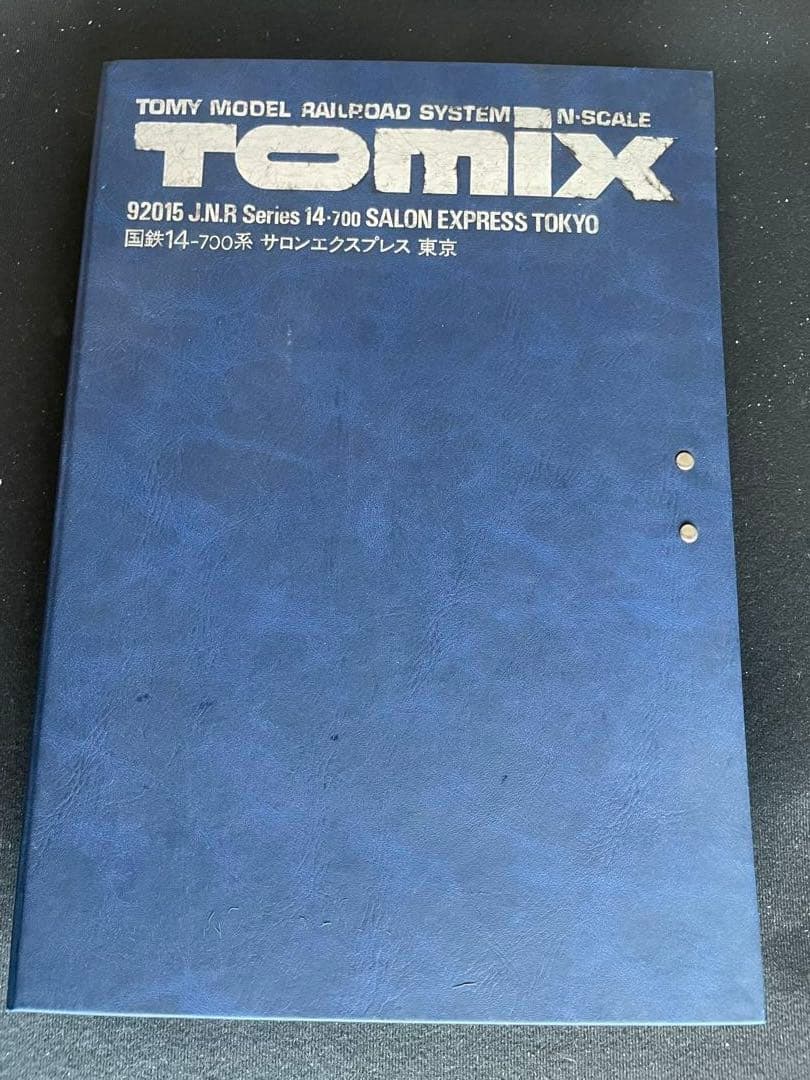 TOMY MODEL RAILROAD SYSTEM N·SCALE
TOMIX
92015 J.N.R Series 14·700 SALON EXPRESS TOKYO
国鉄14-700系 サロンエクスプレス 東京